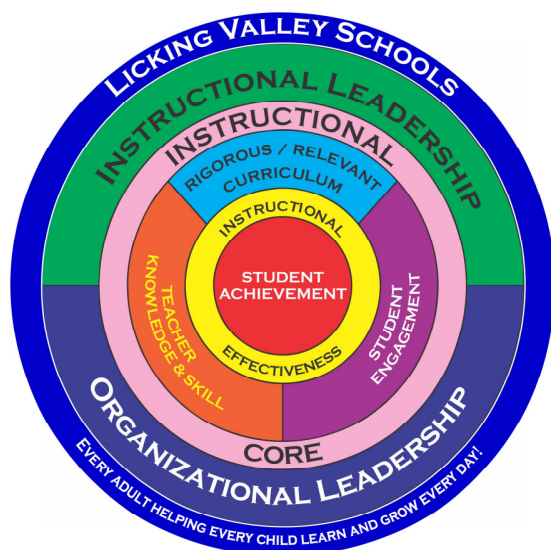 LICKING VALLEY SCHOOLS
INSTRUCTIONAL LEADERSHIP
INSTRUCTIONAL
RIGOROUS / RELEVANT
CURRICULUM
INSTRUCTIONAL
STUDENT
ACHIEVEMENT
EFFECTIVENESS
TEACHER
KNOWLEDGE & SKILL
STUDENT
ENGAGEMENT
CORE
ORGANIZATIONAL LEADERSHIP
EVERY ADULT HELPING EVERY CHILD LEARN AND GROW EVERY DAY!